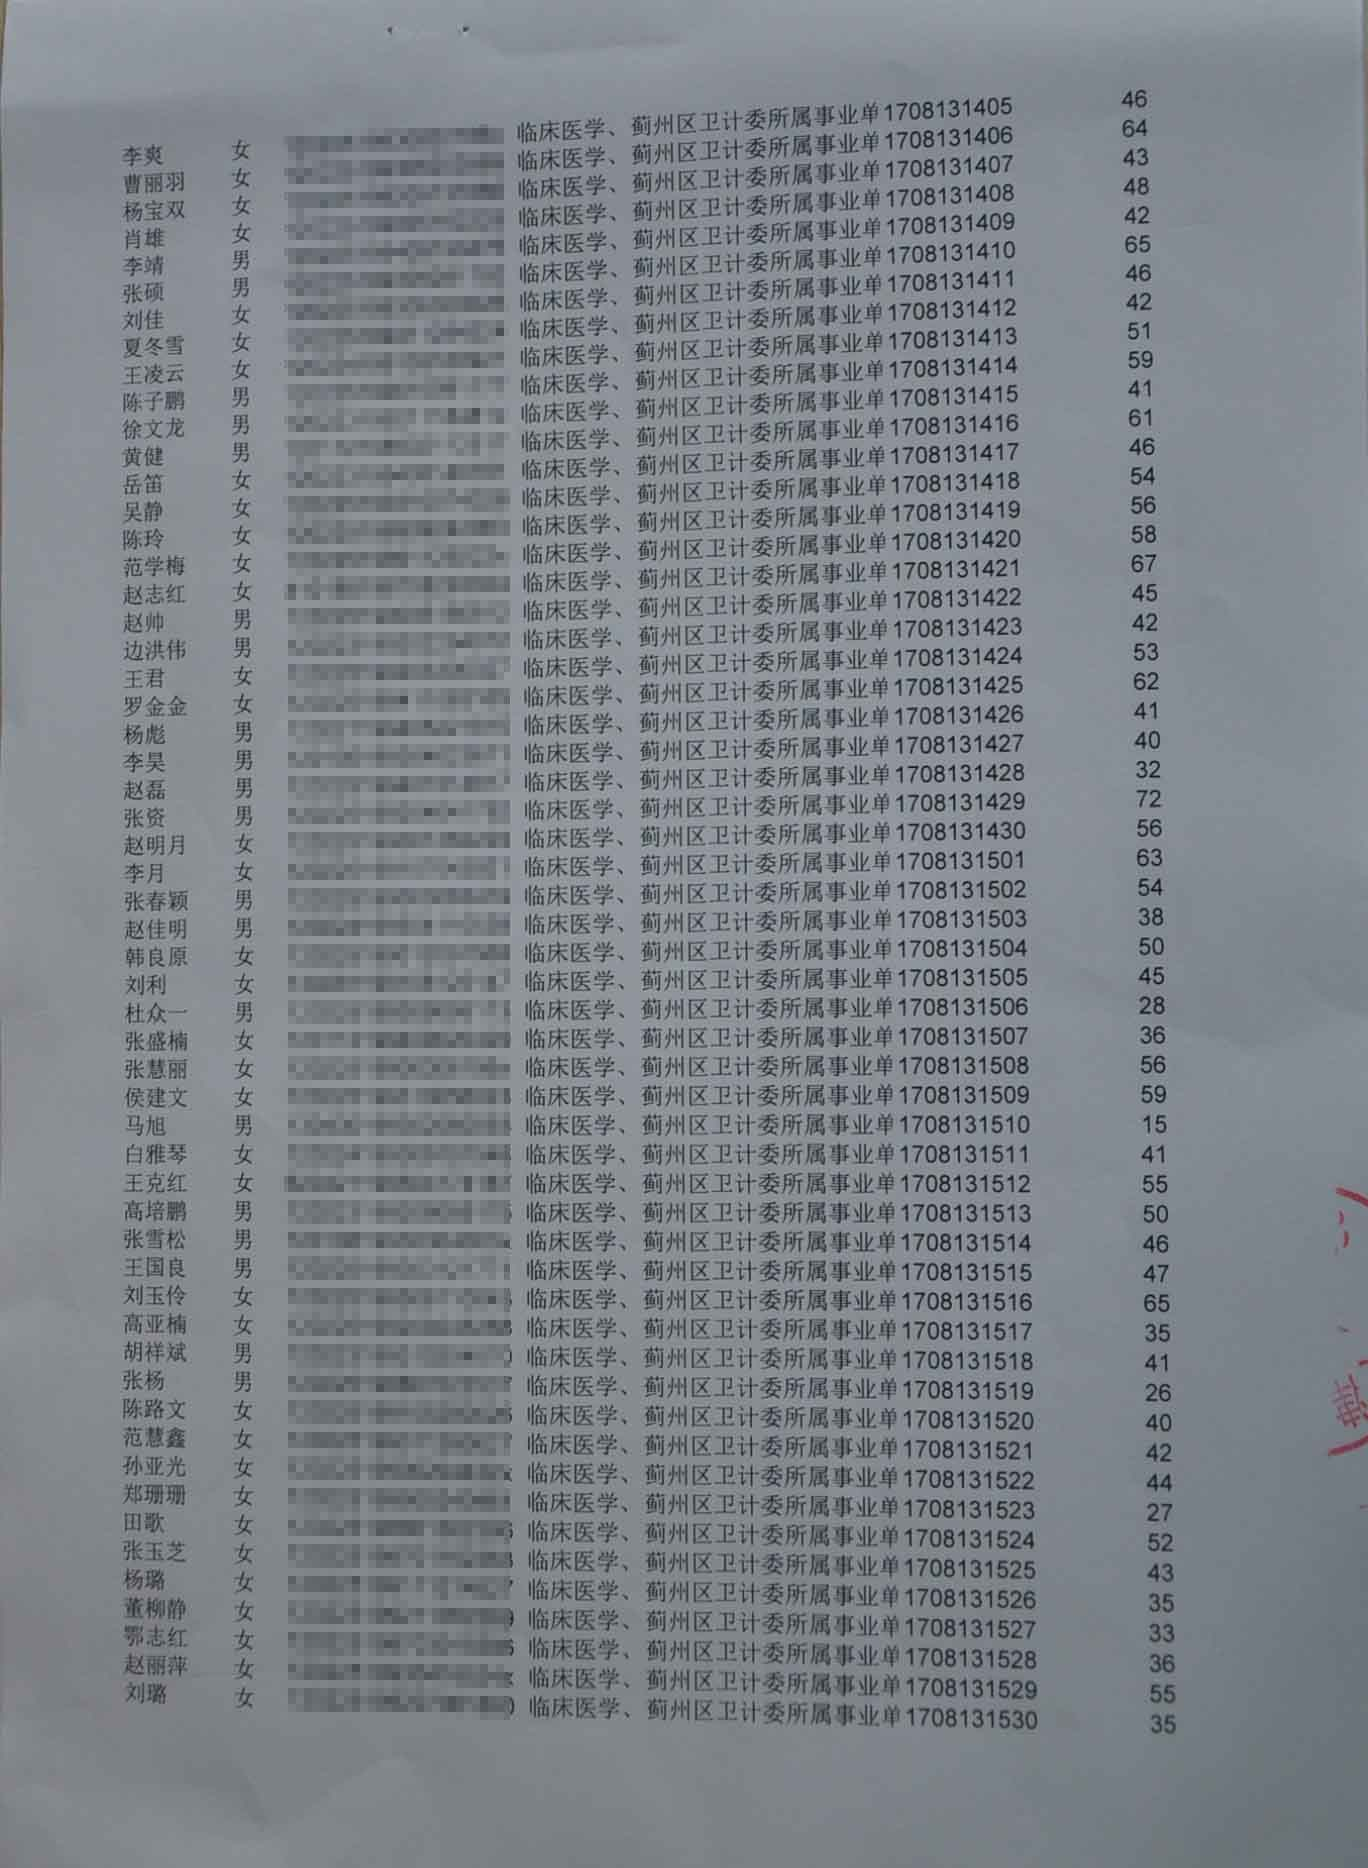 李爽 女 临床医学、蓟州区卫计委所属事业单1708131405 46
曹丽羽 女 临床医学、蓟州区卫计委所属事业单1708131406 64
杨宝双 女 临床医学、蓟州区卫计委所属事业单1708131407 43
肖雄 女 临床医学、蓟州区卫计委所属事业单1708131408 48
李靖 男 临床医学、蓟州区卫计委所属事业单1708131409 42
张硕 男 临床医学、蓟州区卫计委所属事业单1708131410 65
刘佳 女 临床医学、蓟州区卫计委所属事业单1708131411 46
夏冬雪 女 临床医学、蓟州区卫计委所属事业单1708131412 42
王凌云 女 临床医学、蓟州区卫计委所属事业单1708131413 51
陈子鹏 男 临床医学、蓟州区卫计委所属事业单1708131414 59
徐文龙 男 临床医学、蓟州区卫计委所属事业单1708131415 41
黄健 男 临床医学、蓟州区卫计委所属事业单1708131416 61
岳笛 女 临床医学、蓟州区卫计委所属事业单1708131417 46
吴静 女 临床医学、蓟州区卫计委所属事业单1708131418 54
陈玲 女 临床医学、蓟州区卫计委所属事业单1708131419 56
范学梅 女 临床医学、蓟州区卫计委所属事业单1708131420 58
赵志红 女 临床医学、蓟州区卫计委所属事业单1708131421 67
赵帅 男 临床医学、蓟州区卫计委所属事业单1708131422 45
边洪伟 男 临床医学、蓟州区卫计委所属事业单1708131423 42
王君 女 临床医学、蓟州区卫计委所属事业单1708131424 53
罗金金 女 临床医学、蓟州区卫计委所属事业单1708131425 62
杨彪 男 临床医学、蓟州区卫计委所属事业单1708131426 41
李昊 男 临床医学、蓟州区卫计委所属事业单1708131427 40
赵磊 男 临床医学、蓟州区卫计委所属事业单1708131428 32
张资 男 临床医学、蓟州区卫计委所属事业单1708131429 72
赵明月 女 临床医学、蓟州区卫计委所属事业单1708131430 56
李月 女 临床医学、蓟州区卫计委所属事业单1708131501 63
张春颖 男 临床医学、蓟州区卫计委所属事业单1708131502 54
赵佳明 男 临床医学、蓟州区卫计委所属事业单1708131503 38
韩良原 女 临床医学、蓟州区卫计委所属事业单1708131504 50
刘利 女 临床医学、蓟州区卫计委所属事业单1708131505 45
杜众一 男 临床医学、蓟州区卫计委所属事业单1708131506 28
张盛楠 女 临床医学、蓟州区卫计委所属事业单1708131507 36
张慧丽 女 临床医学、蓟州区卫计委所属事业单1708131508 56
侯建文 女 临床医学、蓟州区卫计委所属事业单1708131509 59
马旭 男 临床医学、蓟州区卫计委所属事业单1708131510 15
白雅琴 女 临床医学、蓟州区卫计委所属事业单1708131511 41
王克红 女 临床医学、蓟州区卫计委所属事业单1708131512 55
高培鹏 男 临床医学、蓟州区卫计委所属事业单1708131513 50
张雪松 男 临床医学、蓟州区卫计委所属事业单1708131514 46
王国良 男 临床医学、蓟州区卫计委所属事业单1708131515 47
刘玉伶 女 临床医学、蓟州区卫计委所属事业单1708131516 65
高亚楠 女 临床医学、蓟州区卫计委所属事业单1708131517 35
胡祥斌 男 临床医学、蓟州区卫计委所属事业单1708131518 41
张杨 男 临床医学、蓟州区卫计委所属事业单1708131519 26
陈路文 女 临床医学、蓟州区卫计委所属事业单1708131520 40
范慧鑫 女 临床医学、蓟州区卫计委所属事业单1708131521 42
孙亚光 女 临床医学、蓟州区卫计委所属事业单1708131522 44
郑珊珊 女 临床医学、蓟州区卫计委所属事业单1708131523 27
田歌 女 临床医学、蓟州区卫计委所属事业单1708131524 52
张玉芝 女 临床医学、蓟州区卫计委所属事业单1708131525 43
杨璐 女 临床医学、蓟州区卫计委所属事业单1708131526 35
董柳静 女 临床医学、蓟州区卫计委所属事业单1708131527 33
鄂志红 女 临床医学、蓟州区卫计委所属事业单1708131528 36
赵丽萍 女 临床医学、蓟州区卫计委所属事业单1708131529 55
刘璐 女 临床医学、蓟州区卫计委所属事业单1708131530 35